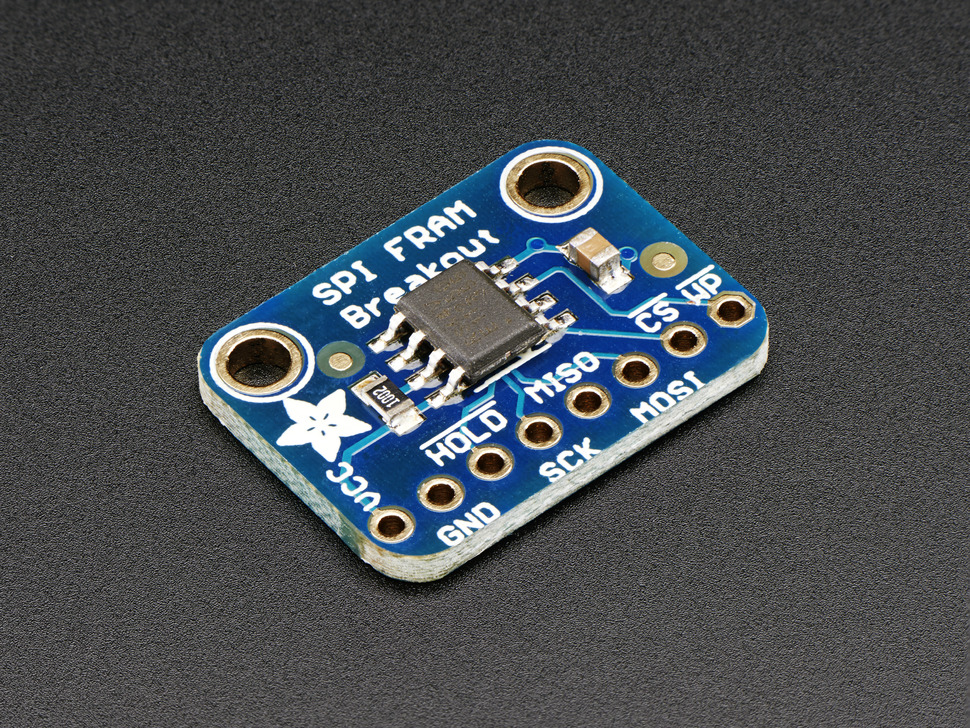 SPI FRAM
Breakout
1002
VCC
GND
HOLD
SCK
MISO
MOSI
CS
WP